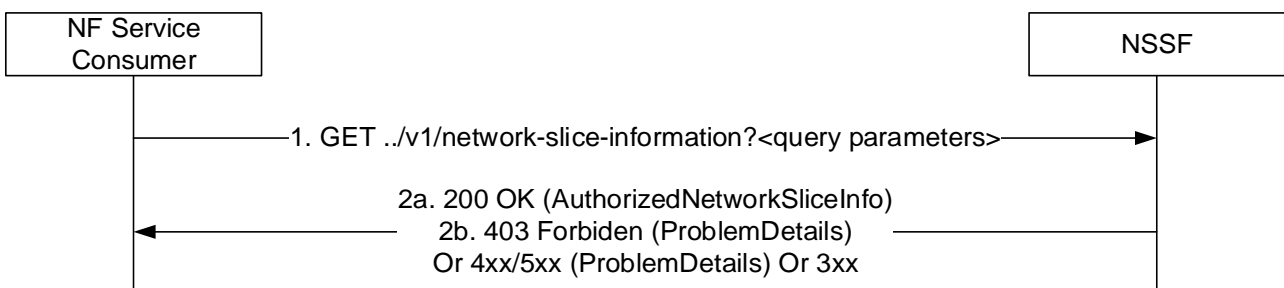 NF Service
Consumer
NSSF
1. GET ../v1/network-slice-information?<query parameters>
2a. 200 OK (AuthorizedNetworkSliceInfo)
2b. 403 Forbiden (ProblemDetails)
Or 4xx/5xx (ProblemDetails) Or 3xx